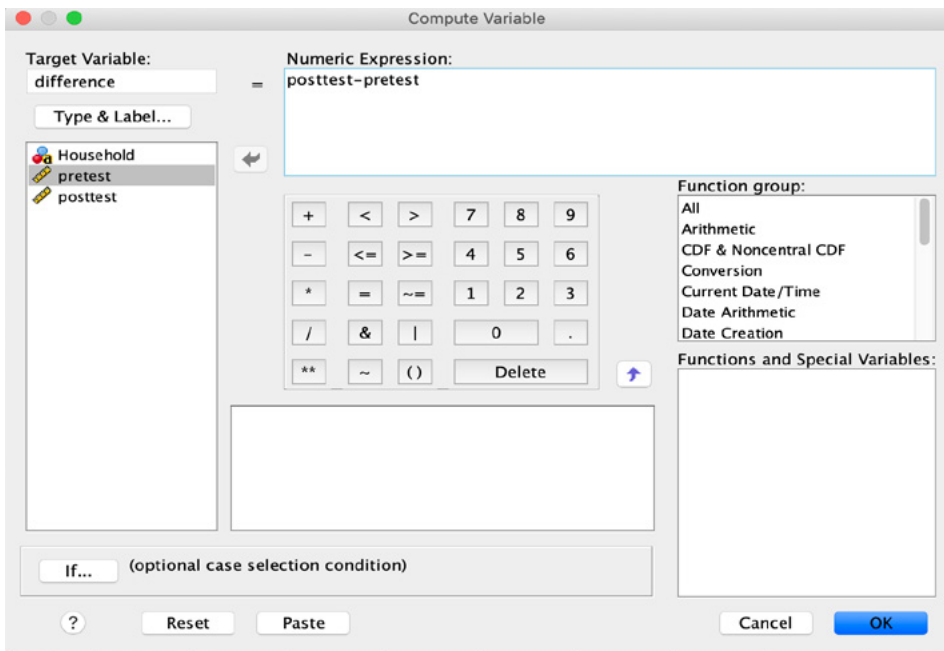 Compute Variable
Target Variable:
difference
=
Numeric Expression:
posttest-pretest
Type & Label...
Household
pretest
posttest
+ < > 7 8 9
- <= >= 4 5 6
* = ~= 1 2 3
/ & | 0 .
** ~ () Delete
Function group:
All
Arithmetic
CDF & Noncentral CDF
Conversion
Current Date/Time
Date Arithmetic
Date Creation
Functions and Special Variables:
If... (optional case selection condition)
? Reset Paste Cancel OK